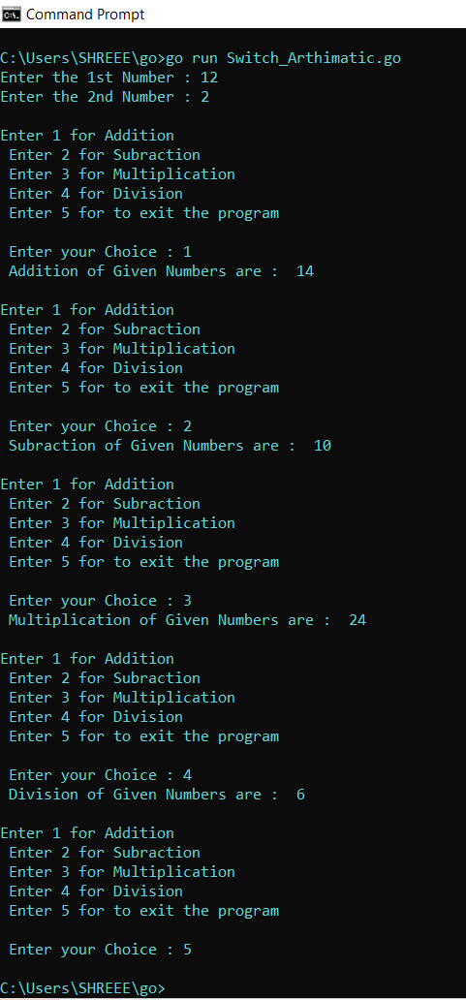 Command Prompt
C:\Users\SHREEE\go>go run Switch_Arthimatic.go
Enter the 1st Number : 12
Enter the 2nd Number : 2
Enter 1 for Addition
Enter 2 for Subraction
Enter 3 for Multiplication
Enter 4 for Division
Enter 5 for to exit the program
Enter your Choice : 1
Addition of Given Numbers are :  14
Enter 1 for Addition
Enter 2 for Subraction
Enter 3 for Multiplication
Enter 4 for Division
Enter 5 for to exit the program
Enter your Choice : 2
Subraction of Given Numbers are :  10
Enter 1 for Addition
Enter 2 for Subraction
Enter 3 for Multiplication
Enter 4 for Division
Enter 5 for to exit the program
Enter your Choice : 3
Multiplication of Given Numbers are :  24
Enter 1 for Addition
Enter 2 for Subraction
Enter 3 for Multiplication
Enter 4 for Division
Enter 5 for to exit the program
Enter your Choice : 4
Division of Given Numbers are :  6
Enter 1 for Addition
Enter 2 for Subraction
Enter 3 for Multiplication
Enter 4 for Division
Enter 5 for to exit the program
Enter your Choice : 5
C:\Users\SHREEE\go>